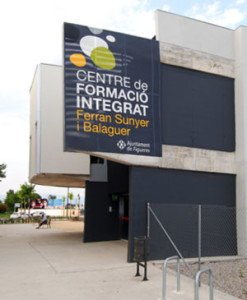 CENTRE de
FORMACIÓ
INTEGRAT
Ferran Sunyer
i Balaguer
Ajuntament
de Figueres